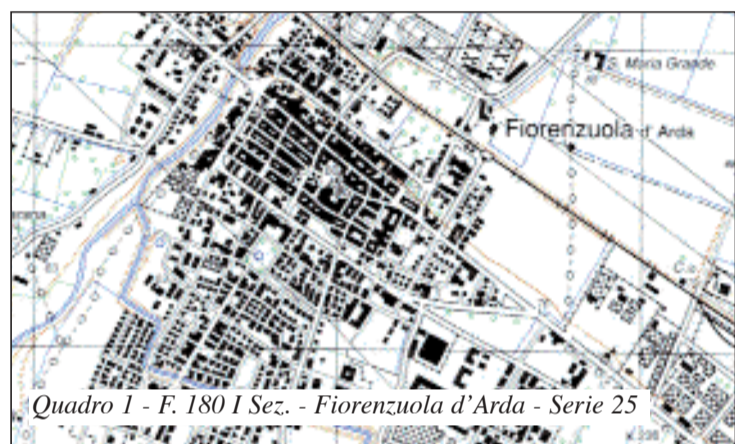 S. Maria Grande
Fiorenzuola d' Arda
Quadro 1 - F. 180 I Sez. - Fiorenzuola d'Arda - Serie 25